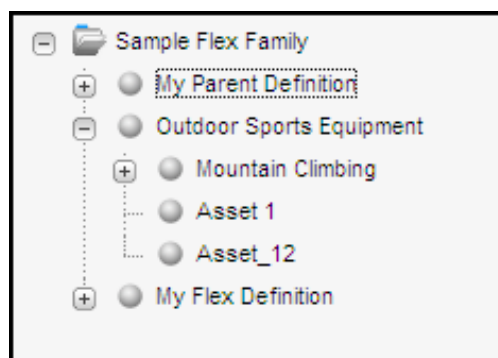 Sample Flex Family
My Parent Definition
Outdoor Sports Equipment
Mountain Climbing
Asset 1
Asset_12
My Flex Definition